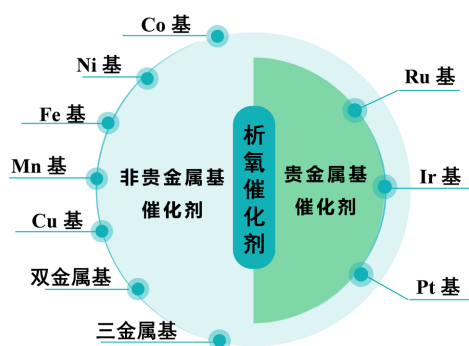 Co 基
Ni 基
Fe 基
Mn 基
Cu 基
双金属基
三金属基
非贵金属基
催化剂
析氧催化剂
贵金属基
催化剂
Ru 基
Ir 基
Pt 基